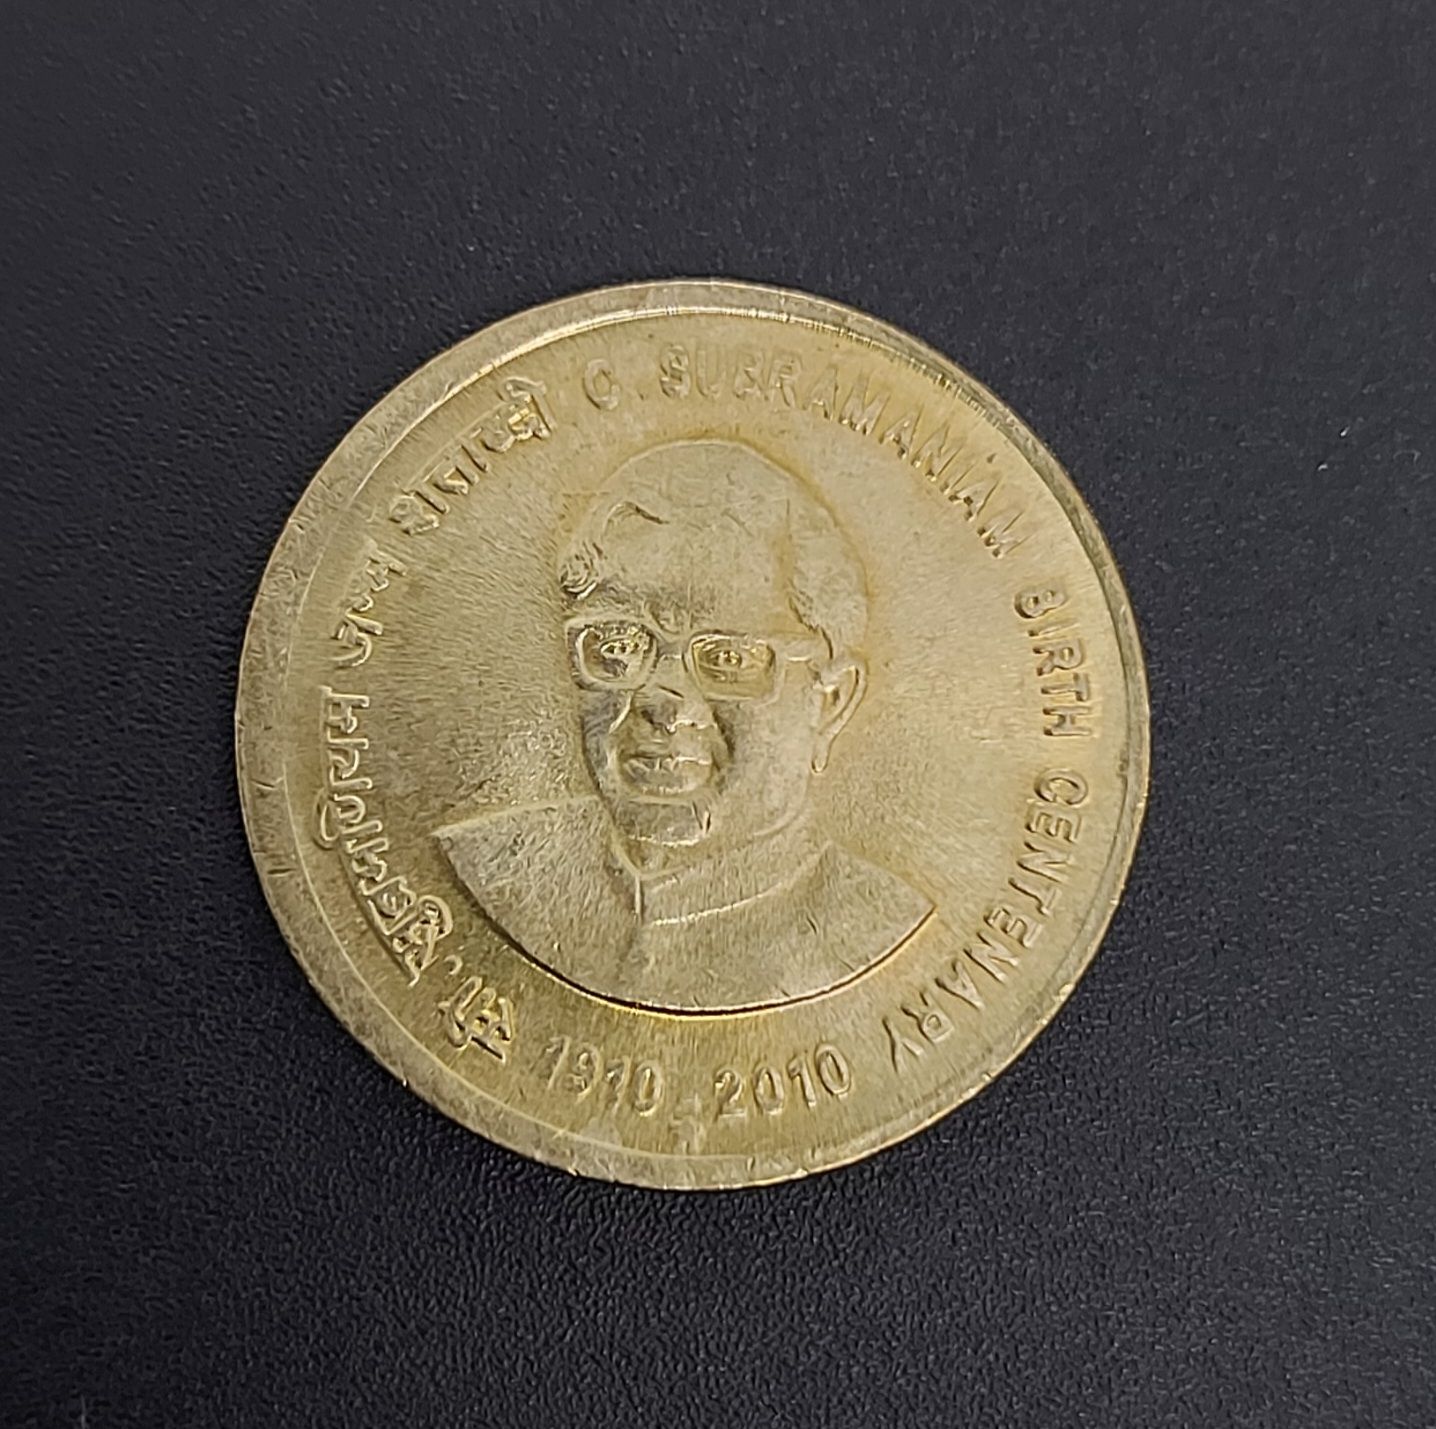 सी. सुब्रमणियम जन्म शताब्दी
C. SUBRAMANIAM BIRTH CENTENARY
1910-2010